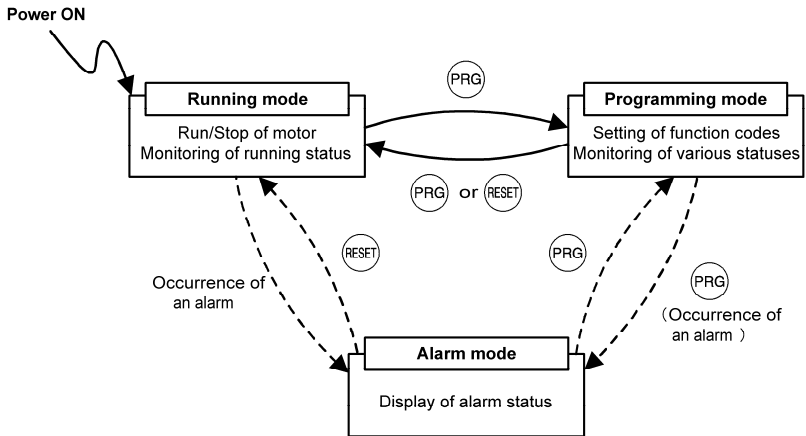 Power ON
Running mode
Run/Stop of motor
Monitoring of running status
PRG
Programming mode
Setting of function codes
Monitoring of various statuses
PRG or RESET
Occurrence of
an alarm
RESET
PRG
PRG
(Occurrence of
an alarm )
Alarm mode
Display of alarm status